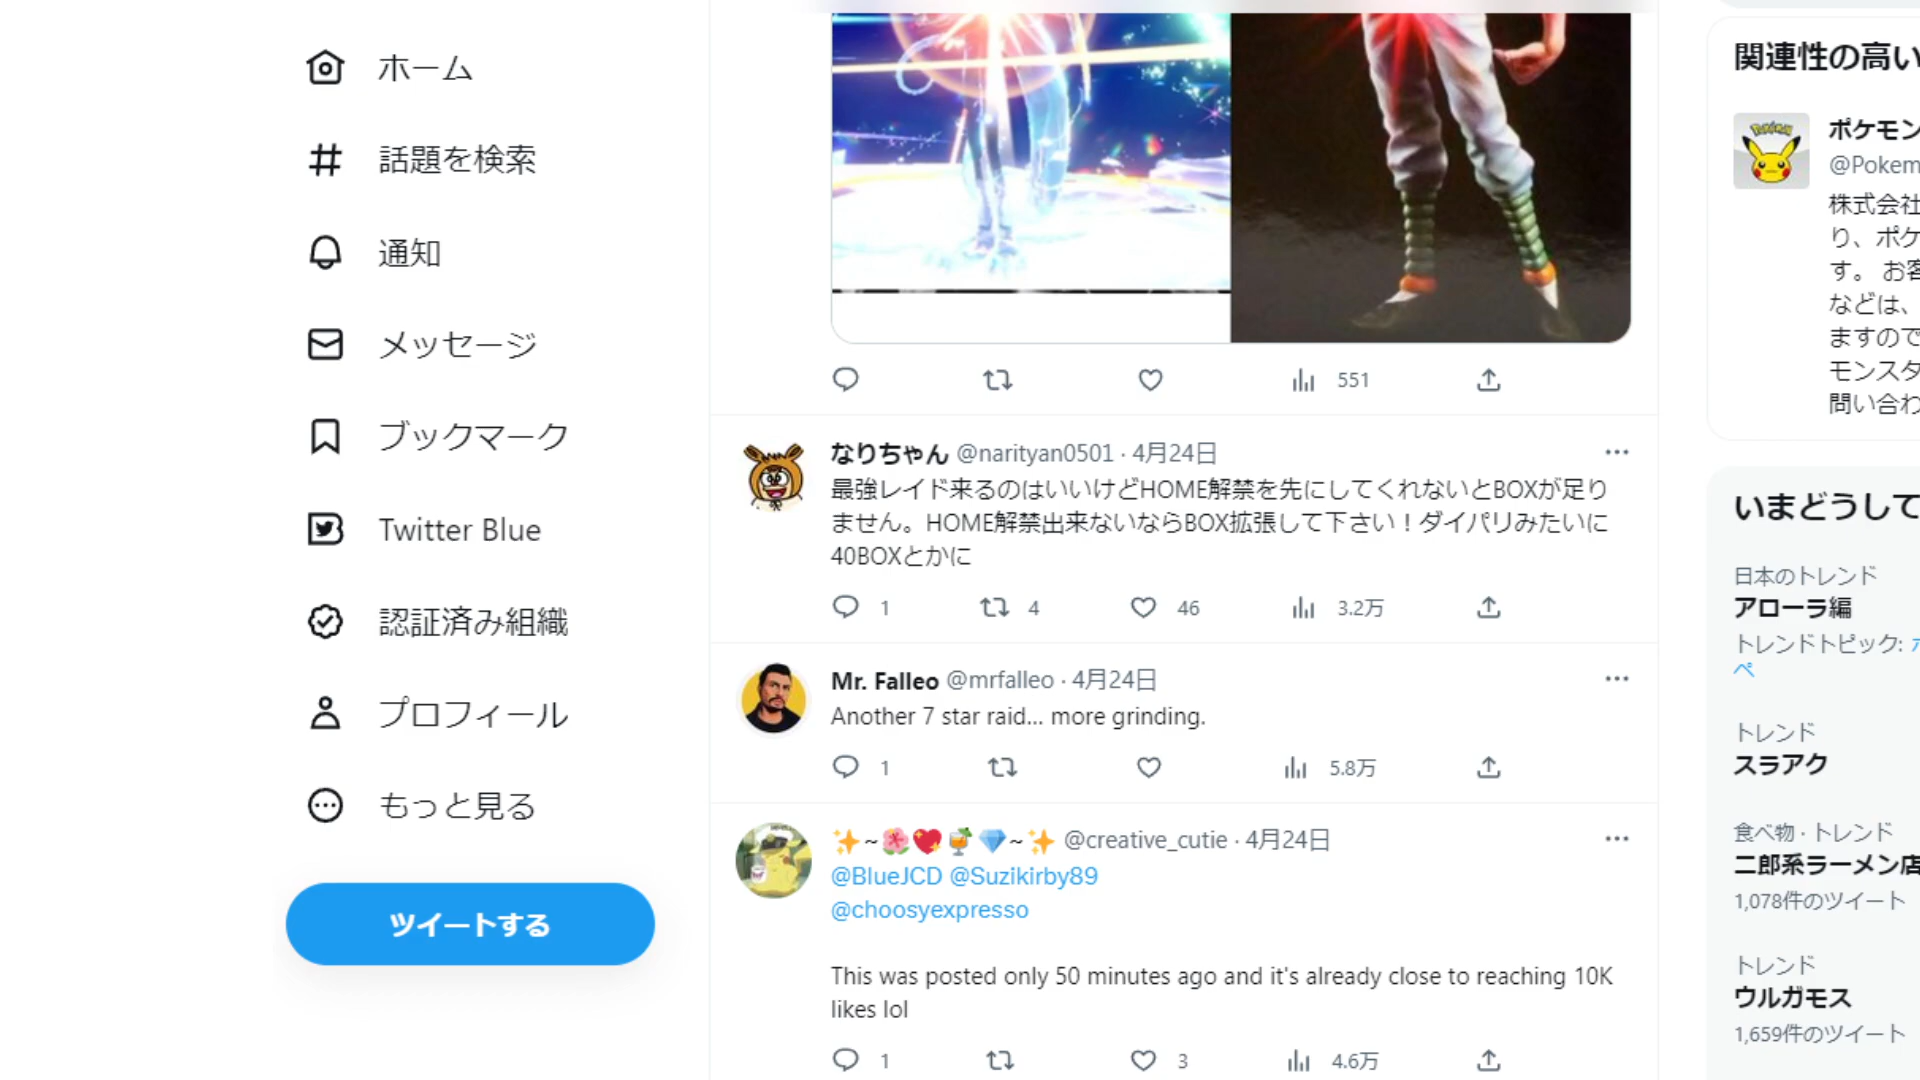 ホーム
話題を検索
通知
メッセージ
ブックマーク
Twitter Blue
認証済み組織
プロフィール
もっと見る
ツイートする
551
なりちゃん @narityan0501 · 4月24日
最強レイド来るのはいいけどHOME解禁を先にしてくれないとBOXが足り
ません。HOME解禁出来ないならBOX拡張して下さい！ダイパリみたいに
40BOXとかに
1 4 46 3.2万
Mr. Falleo @mrfalleo · 4月24日
Another 7 star raid... more grinding.
1 5.8万
✨~🌸💖🍹💎~✨ @creative_cutie · 4月24日
@BlueJCD @Suzikirby89
@choosyexpresso
This was posted only 50 minutes ago and it's already close to reaching 10K
likes lol
1 3 4.6万
関連性の高い
ポケモン
@Pokem
株式会社
り、ポケ
す。 お客
などは、
ますので
モンスタ
問い合わ
いまどうして
日本のトレンド
アローラ編
トレンドトピック:
ペ
トレンド
スラアク
食べ物 · トレンド
二郎系ラーメン店
1,078件のツイート
トレンド
ウルガモス
1,659件のツイート